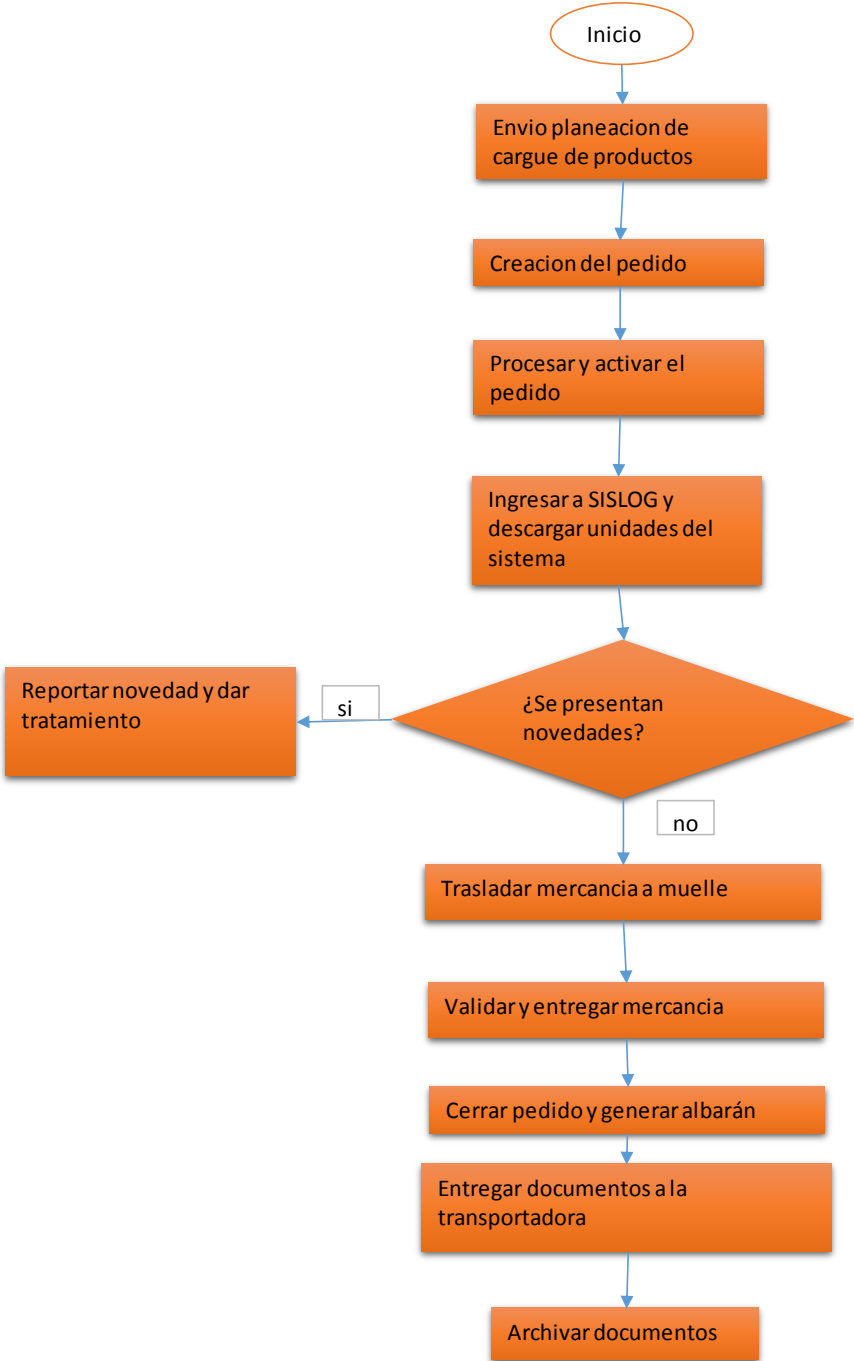 Inicio
Envio planeacion de
cargue de productos
Creacion del pedido
Procesar y activar el
pedido
Ingresar a SISLOG y
descargar unidades del
sistema
¿Se presentan
novedades?
si
Reportar novedad y dar
tratamiento
no
Trasladar mercancia a muelle
Validar y entregar mercancia
Cerrar pedido y generar albarán
Entregar documentos a la
transportadora
Archivar documentos